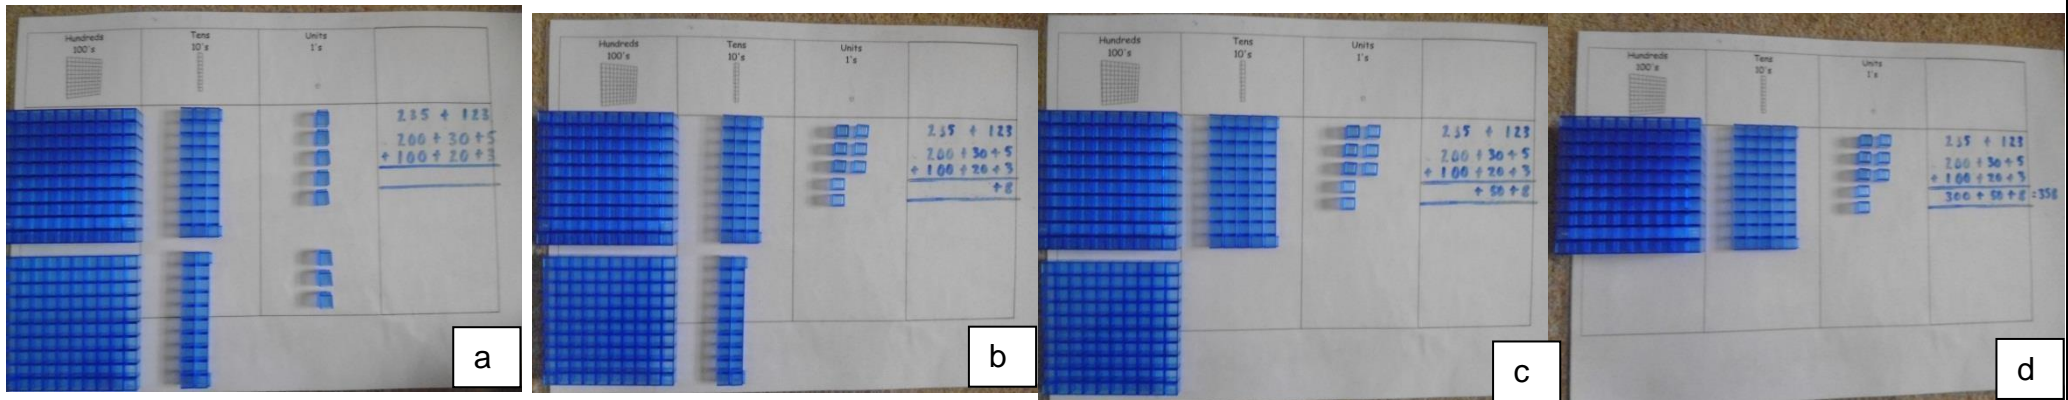 Hundreds
100's
Tens
10's
Units
1's
235 + 123
200 + 30 + 5
+ 100 + 20 + 3
a
Hundreds
100's
Tens
10's
Units
1's
235 + 123
200 + 30 + 5
+ 100 + 20 + 3
+ 8
b
Hundreds
100's
Tens
10's
Units
1's
235 + 123
200 + 30 + 5
+ 100 + 20 + 3
+ 50 + 8
c
Hundreds
100's
Tens
10's
Units
1's
235 + 123
200 + 30 + 5
+ 100 + 20 + 3
300 + 50 + 8 = 358
d